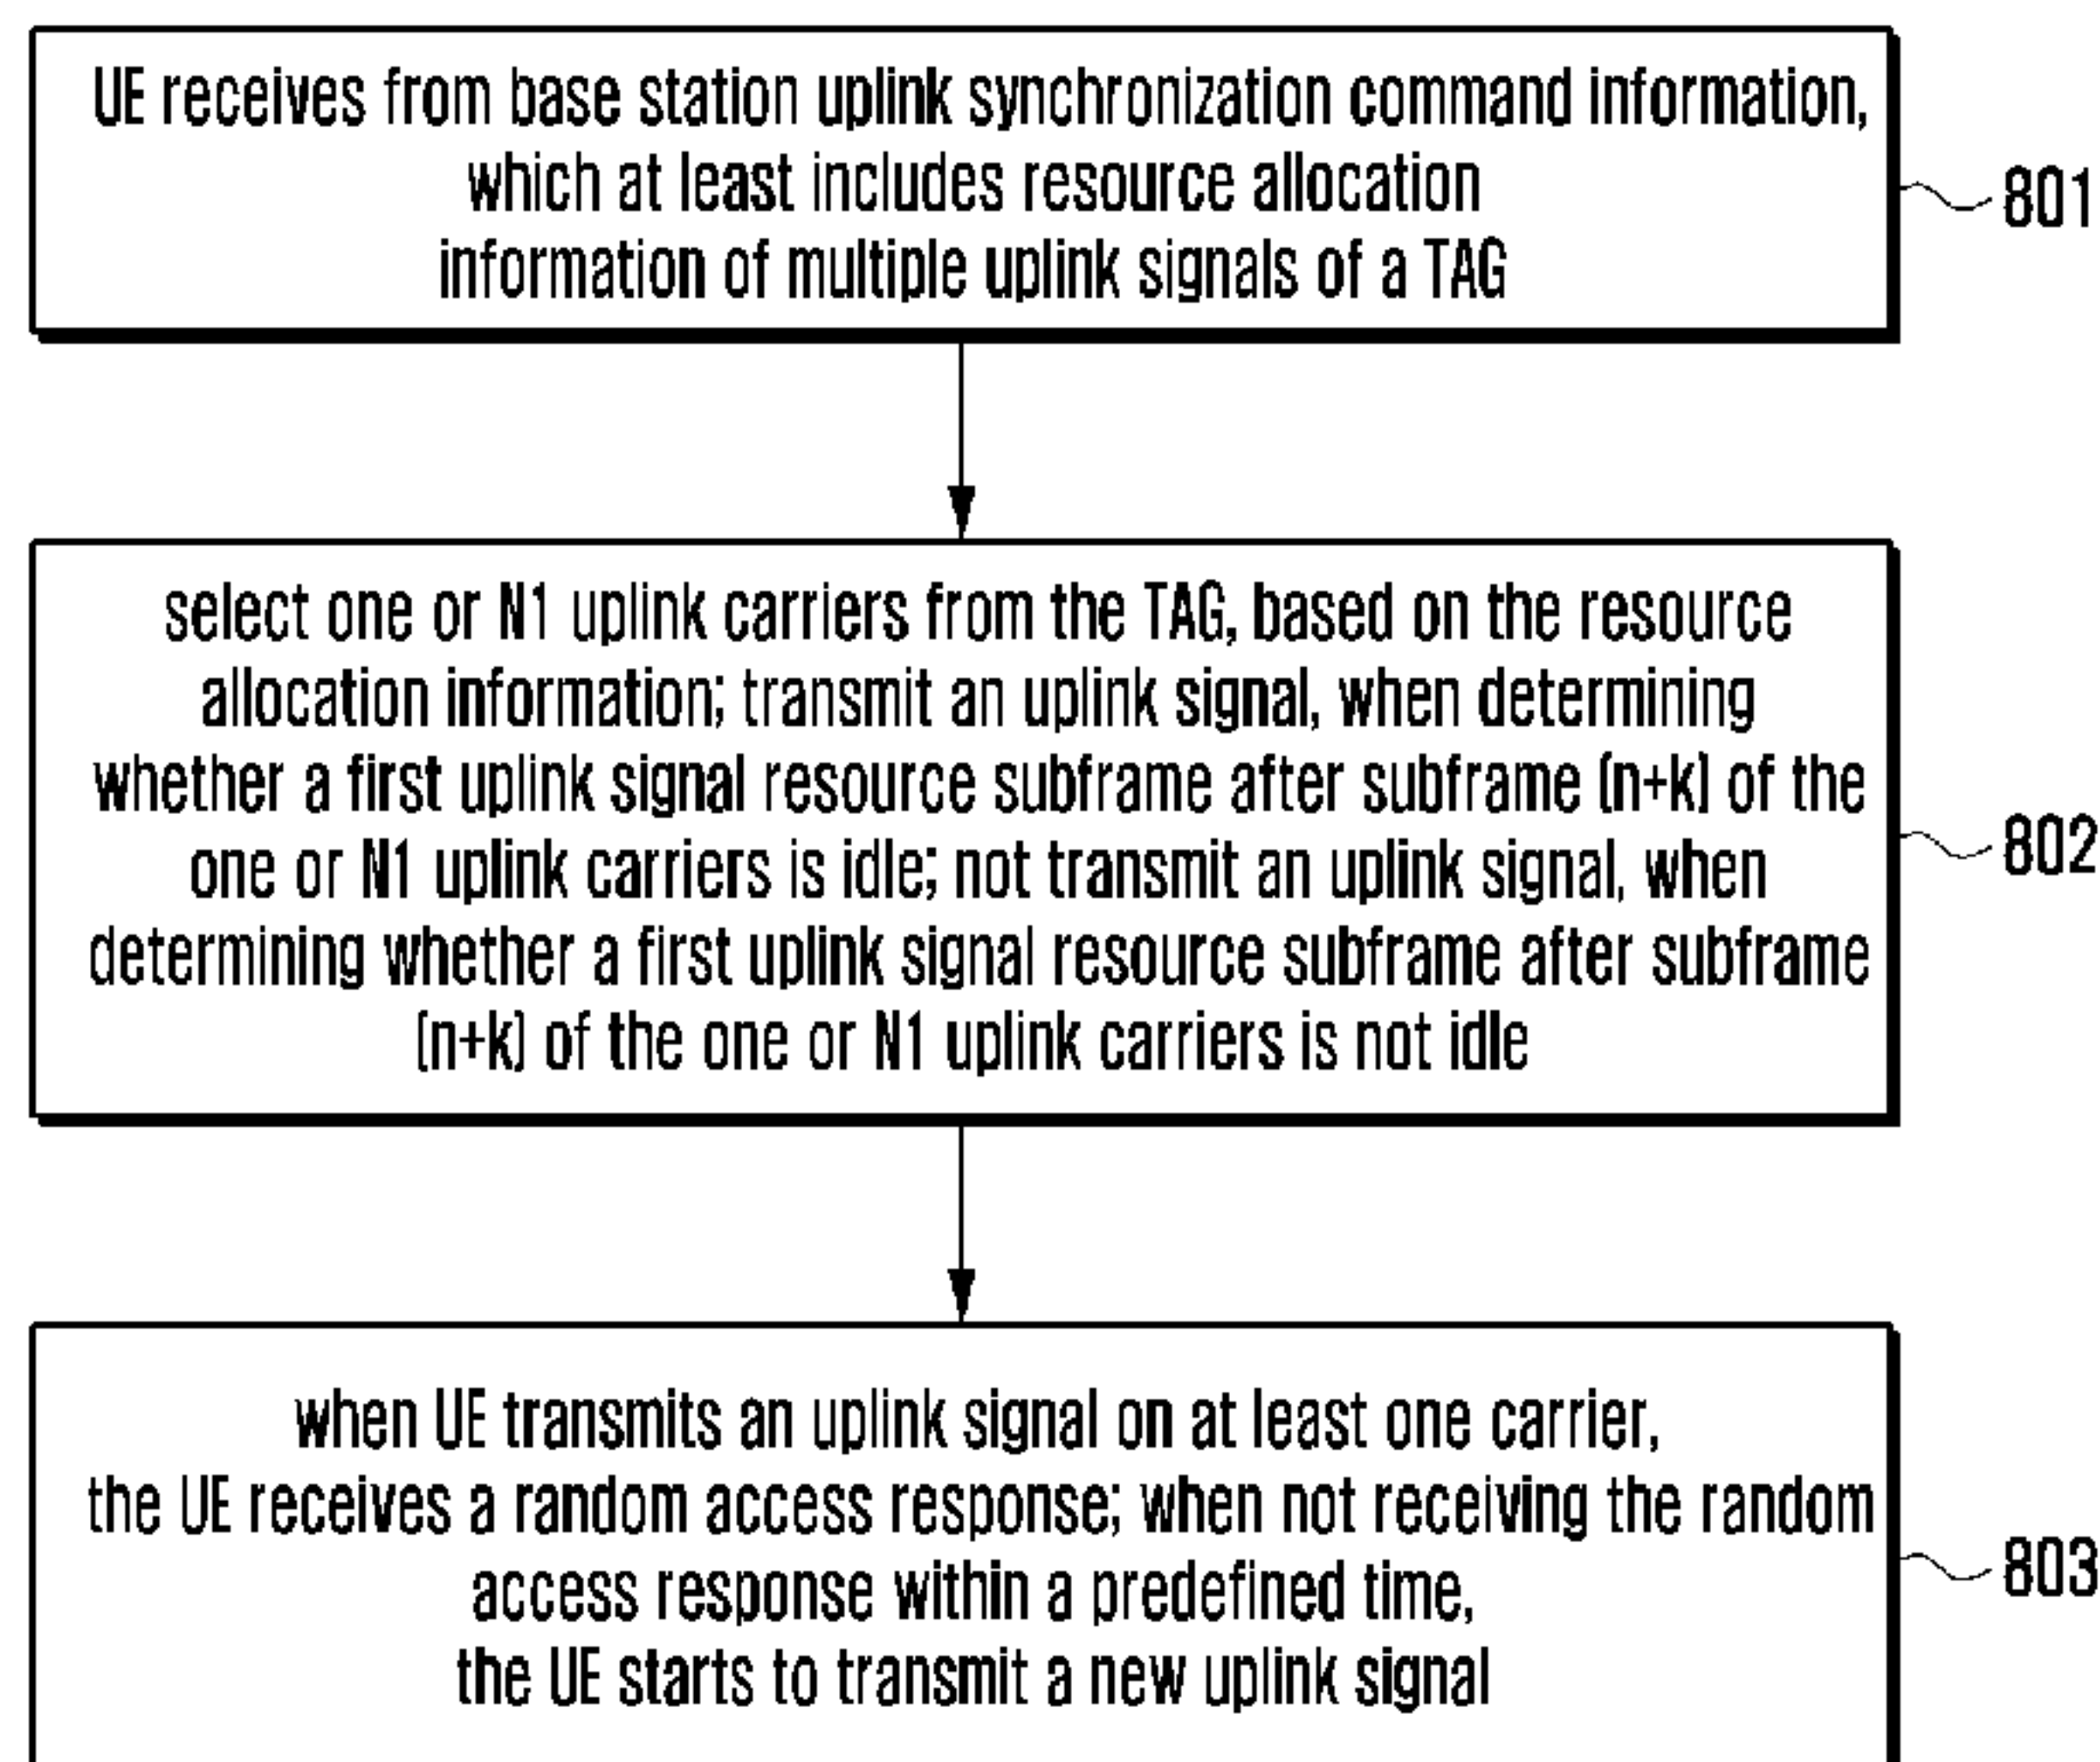 UE receives from base station uplink synchronization command information,
which at least includes resource allocation
information of multiple uplink signals of a TAG
801
select one or N1 uplink carriers from the TAG, based on the resource
allocation information; transmit an uplink signal, when determining
whether a first uplink signal resource subframe after subframe (n+k) of the
one or N1 uplink carriers is idle; not transmit an uplink signal, when
determining whether a first uplink signal resource subframe after subframe
(n+k) of the one or N1 uplink carriers is not idle
802
when UE transmits an uplink signal on at least one carrier,
the UE receives a random access response; when not receiving the random
access response within a predefined time,
the UE starts to transmit a new uplink signal
803